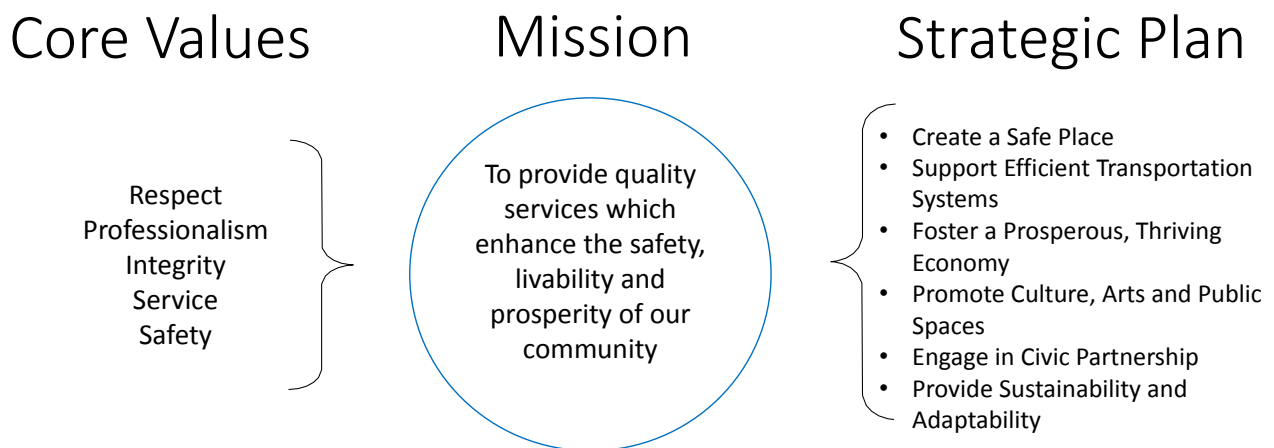 Core Values
Respect
Professionalism
Integrity
Service
Safety
Mission
To provide quality
services which
enhance the safety,
livability and
prosperity of our
community
Strategic Plan
• Create a Safe Place
• Support Efficient Transportation
Systems
• Foster a Prosperous, Thriving
Economy
• Promote Culture, Arts and Public
Spaces
• Engage in Civic Partnership
• Provide Sustainability and
Adaptability